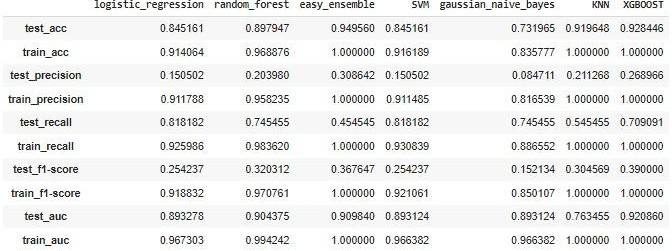 logistic_regression random_forest easy_ensemble SVM gaussian_naive_bayes KNN XGBOOST
test_acc 0.845161 0.897947 0.949560 0.845161 0.731965 0.919648 0.928446
train_acc 0.914064 0.968876 1.000000 0.916189 0.835777 1.000000 1.000000
test_precision 0.150502 0.203980 0.308642 0.150502 0.084711 0.211268 0.268966
train_precision 0.911788 0.958235 1.000000 0.911485 0.816539 1.000000 1.000000
test_recall 0.818182 0.745455 0.454545 0.818182 0.745455 0.545455 0.709091
train_recall 0.925986 0.983620 1.000000 0.930839 0.886552 1.000000 1.000000
test_f1-score 0.254237 0.320312 0.367647 0.254237 0.152134 0.304569 0.390000
train_f1-score 0.918832 0.970761 1.000000 0.921061 0.850107 1.000000 1.000000
test_auc 0.893278 0.904375 0.909840 0.893124 0.893124 0.763455 0.920860
train_auc 0.967303 0.994242 1.000000 0.966382 0.966382 1.000000 1.000000